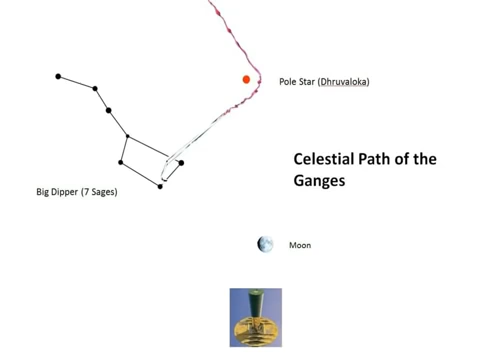 Pole Star (Dhruvaloka)
Celestial Path of the
Ganges
Big Dipper (7 Sages)
Moon